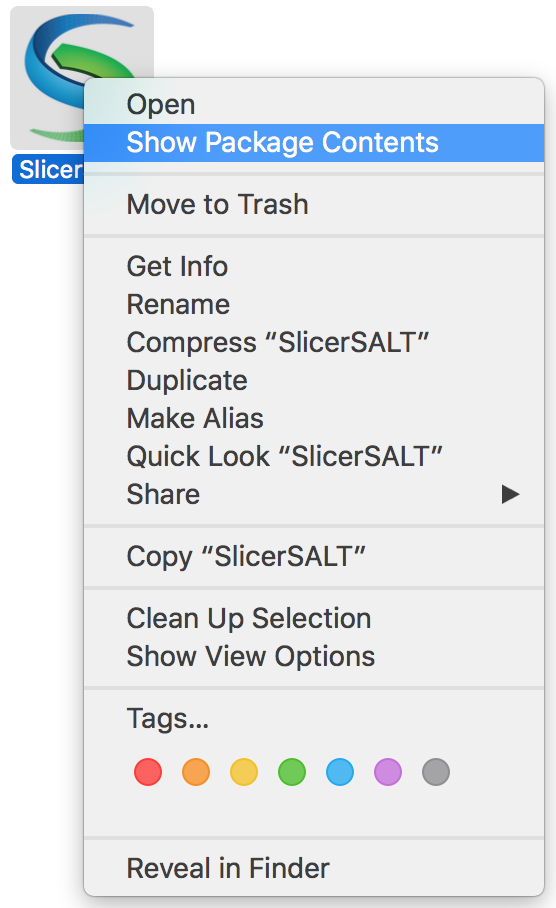 Open
Slicer
Show Package Contents
Move to Trash
Get Info
Rename
Compress “SlicerSALT”
Duplicate
Make Alias
Quick Look “SlicerSALT”
Share
Copy “SlicerSALT”
Clean Up Selection
Show View Options
Tags...
Reveal in Finder